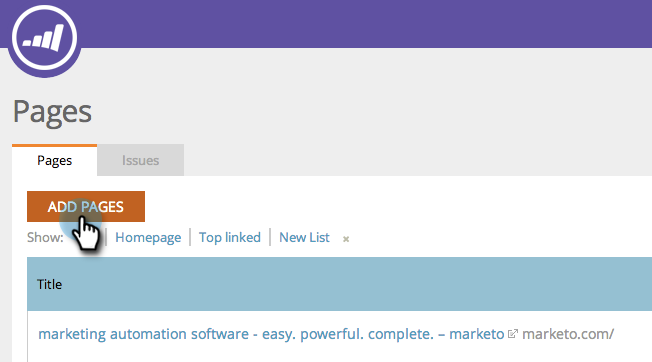 Pages
Pages Issues
ADD PAGES
Show: Homepage Top linked New List ×
Title
marketing automation software - easy. powerful. complete. – marketo marketo.com/